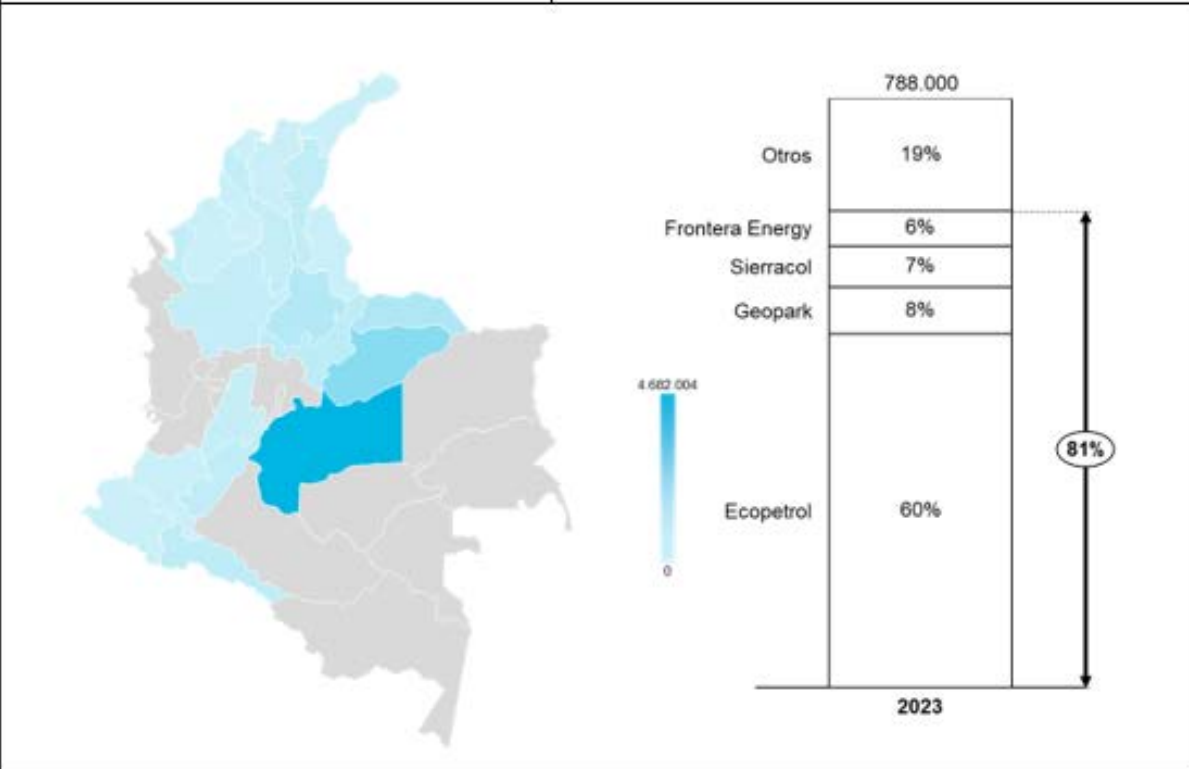 788.000
Otros 19%
Frontera Energy 6%
Sierracol 7%
Geopark 8%
4.682.004
81%
Ecopetrol 60%
0
2023